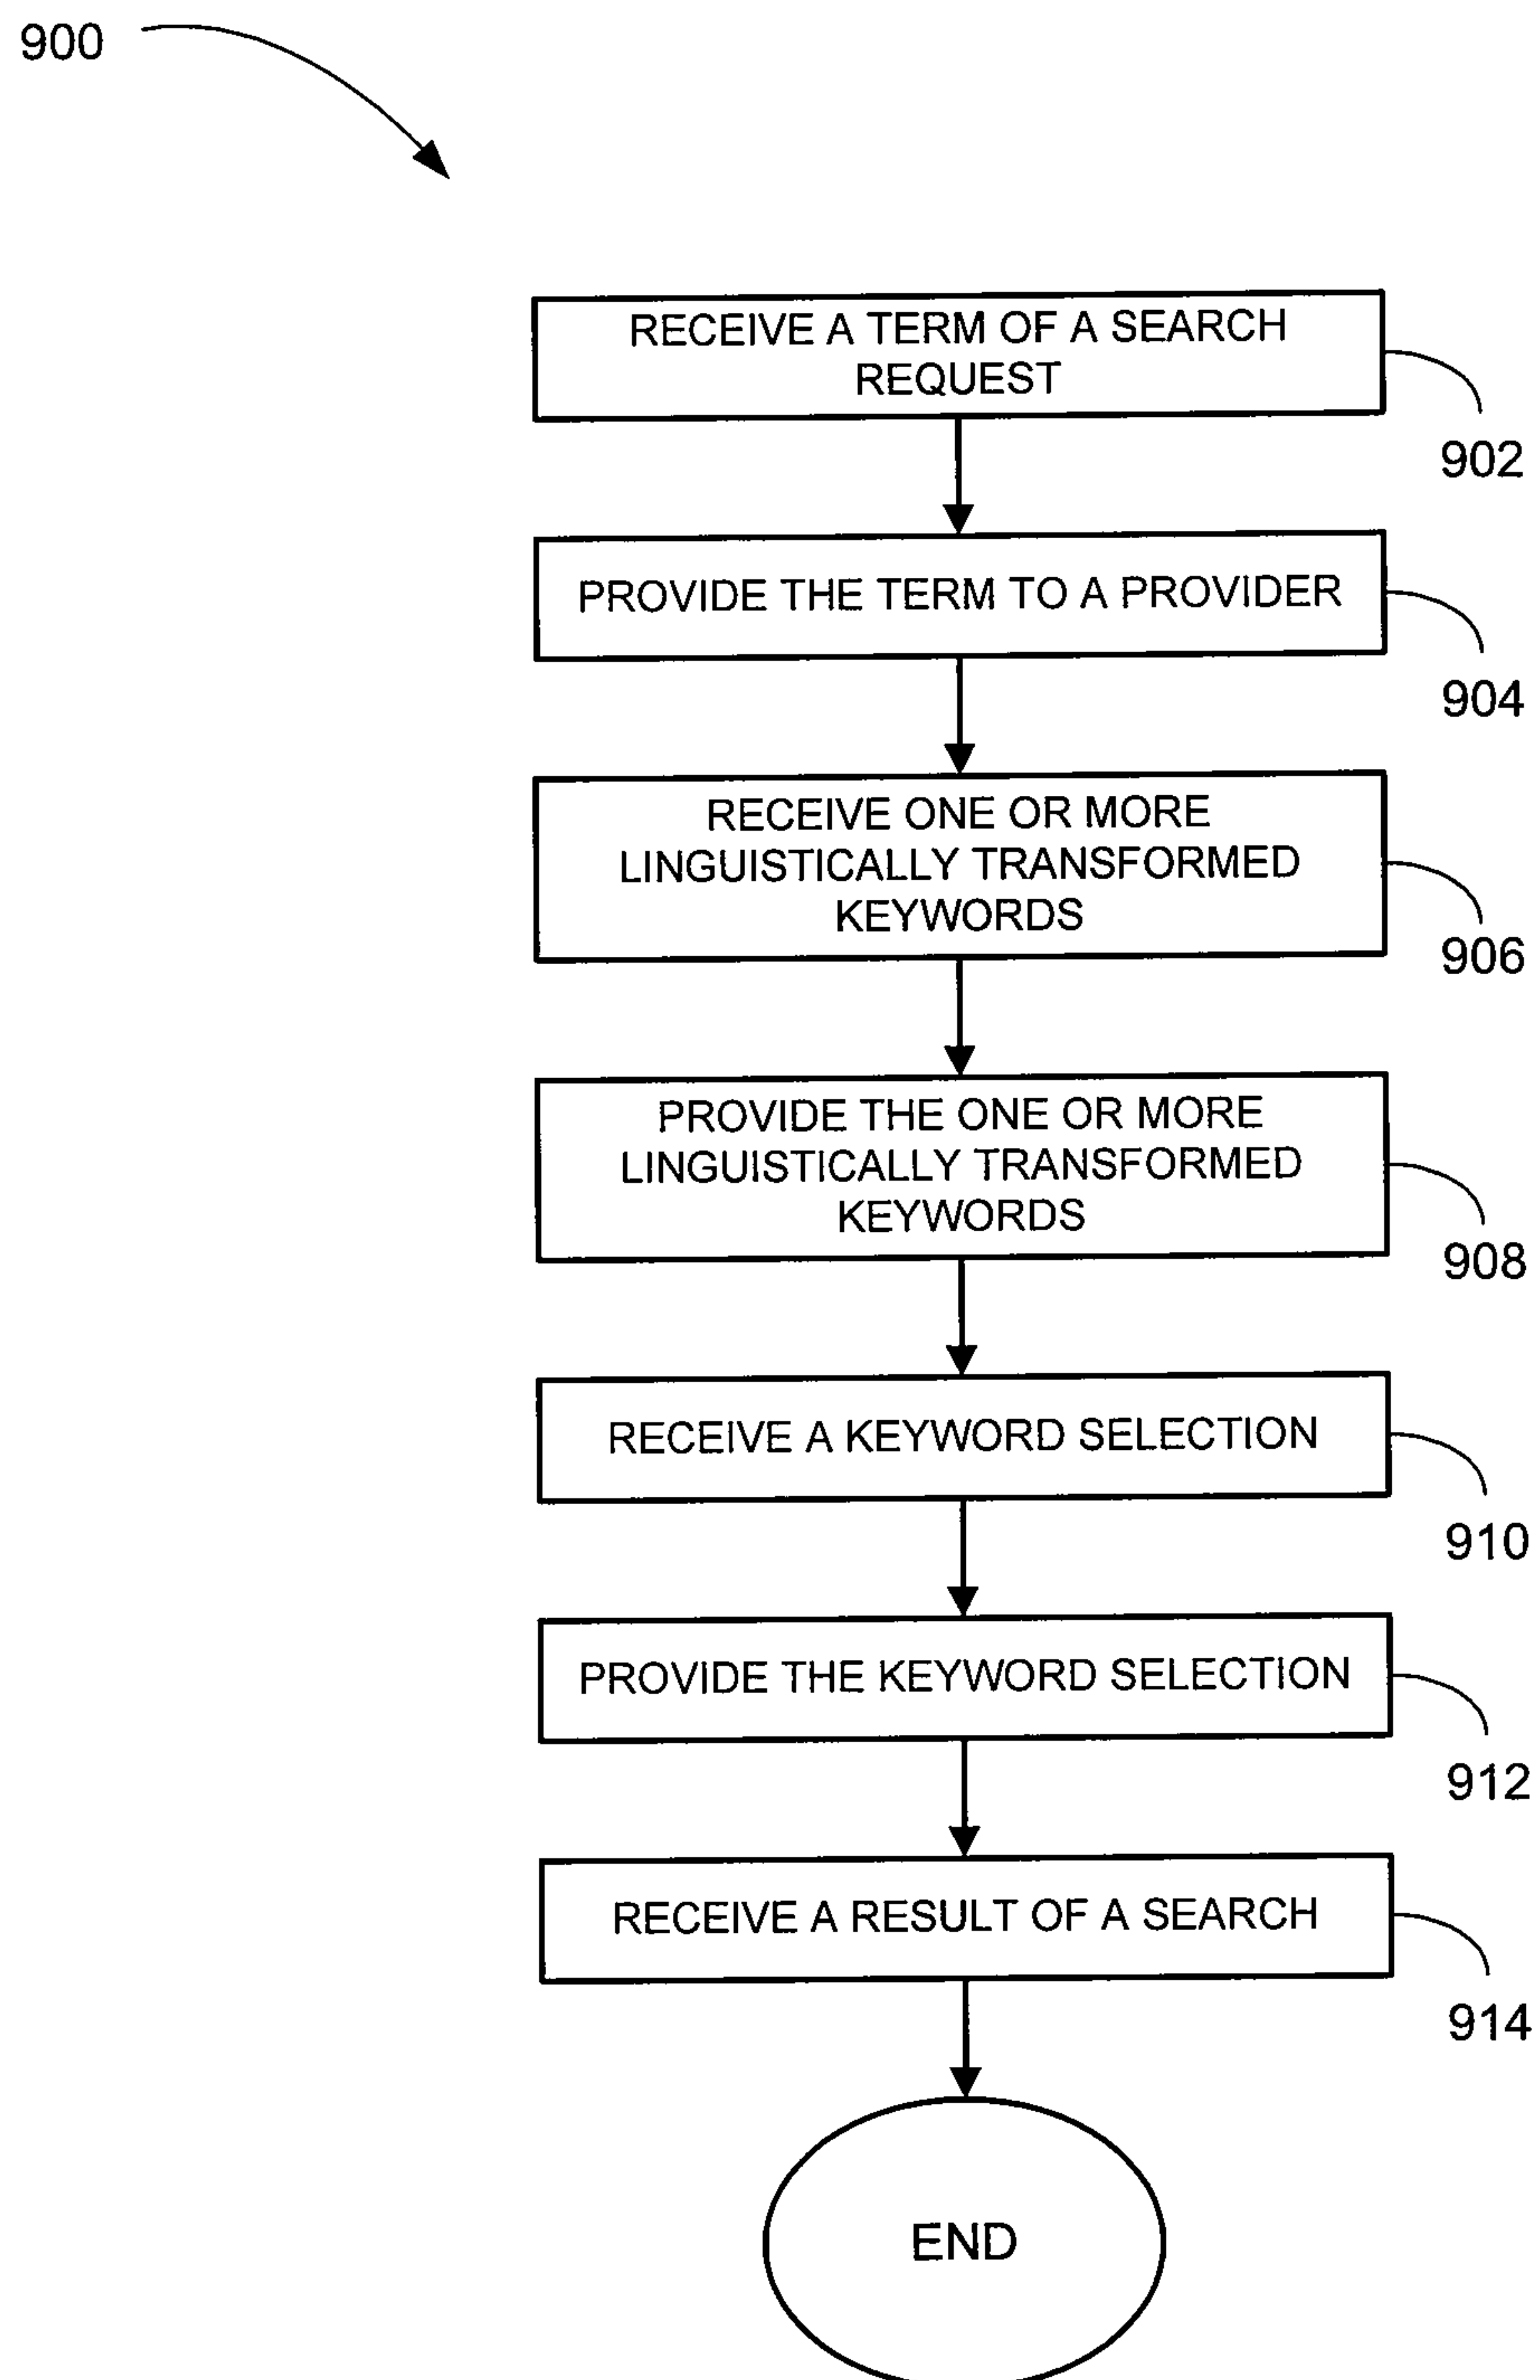 900
RECEIVE A TERM OF A SEARCH
REQUEST
902
PROVIDE THE TERM TO A PROVIDER
904
RECEIVE ONE OR MORE
LINGUISTICALLY TRANSFORMED
KEYWORDS
906
PROVIDE THE ONE OR MORE
LINGUISTICALLY TRANSFORMED
KEYWORDS
908
RECEIVE A KEYWORD SELECTION
910
PROVIDE THE KEYWORD SELECTION
912
RECEIVE A RESULT OF A SEARCH
914
END